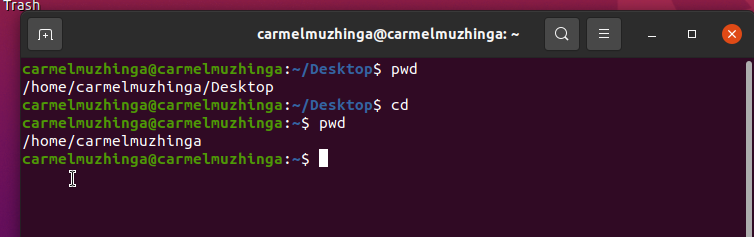 Trash
carmelmuzhinga@carmelmuzhinga: ~
carmelmuzhinga@carmelmuzhinga:~/Desktop$ pwd
/home/carmelmuzhinga/Desktop
carmelmuzhinga@carmelmuzhinga:~/Desktop$ cd
carmelmuzhinga@carmelmuzhinga:~$ pwd
/home/carmelmuzhinga
carmelmuzhinga@carmelmuzhinga:~$